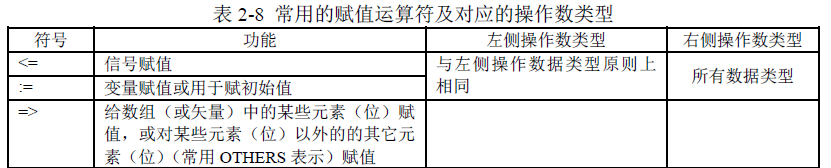 表 2-8 常用的赋值运算符及对应的操作数类型
符号 功能 左侧操作数类型 右侧操作数类型
<= 信号赋值 与左侧操作数据类型原则上相同 所有数据类型
:= 变量赋值或用于赋初始值
=> 给数组（或矢量）中的某些元素（位）赋
值，或对某些元素（位）以外的的其它元
素（位）（常用 OTHERS 表示）赋值